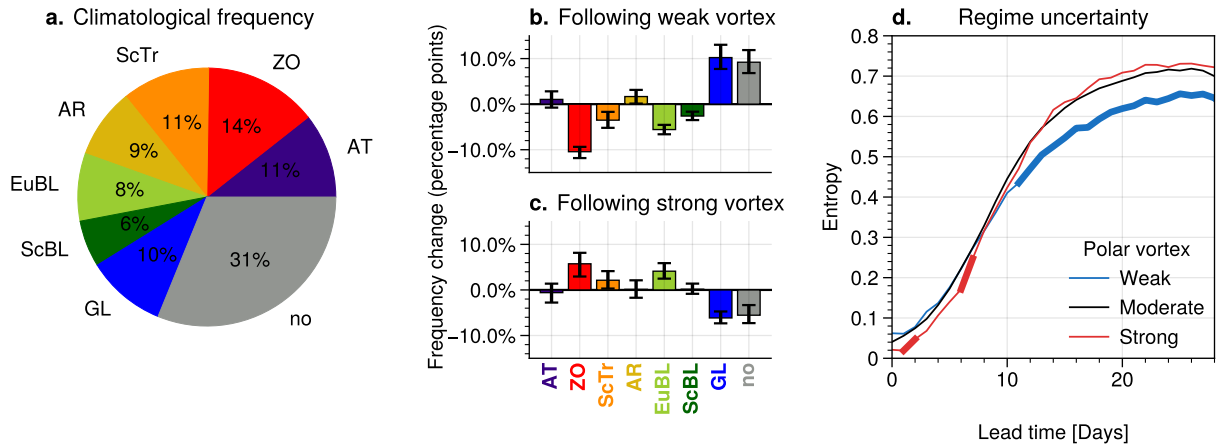 a. Climatological frequency
ScTr
ZO
AR
11%
14%
AT
9%
11%
EuBL
8%
6%
ScBL
10%
31%
GL
no
Frequency change (percentage points)
b. Following weak vortex
10.0%
0.0%
−10.0%
c. Following strong vortex
10.0%
0.0%
−10.0%
AT
ZO
ScTr
AR
EuBL
ScBL
GL
no
d. Regime uncertainty
Entropy
0.8
0.7
0.6
0.5
0.4
0.3
0.2
0.1
0
Polar vortex
Weak
Moderate
Strong
0
10
20
Lead time [Days]